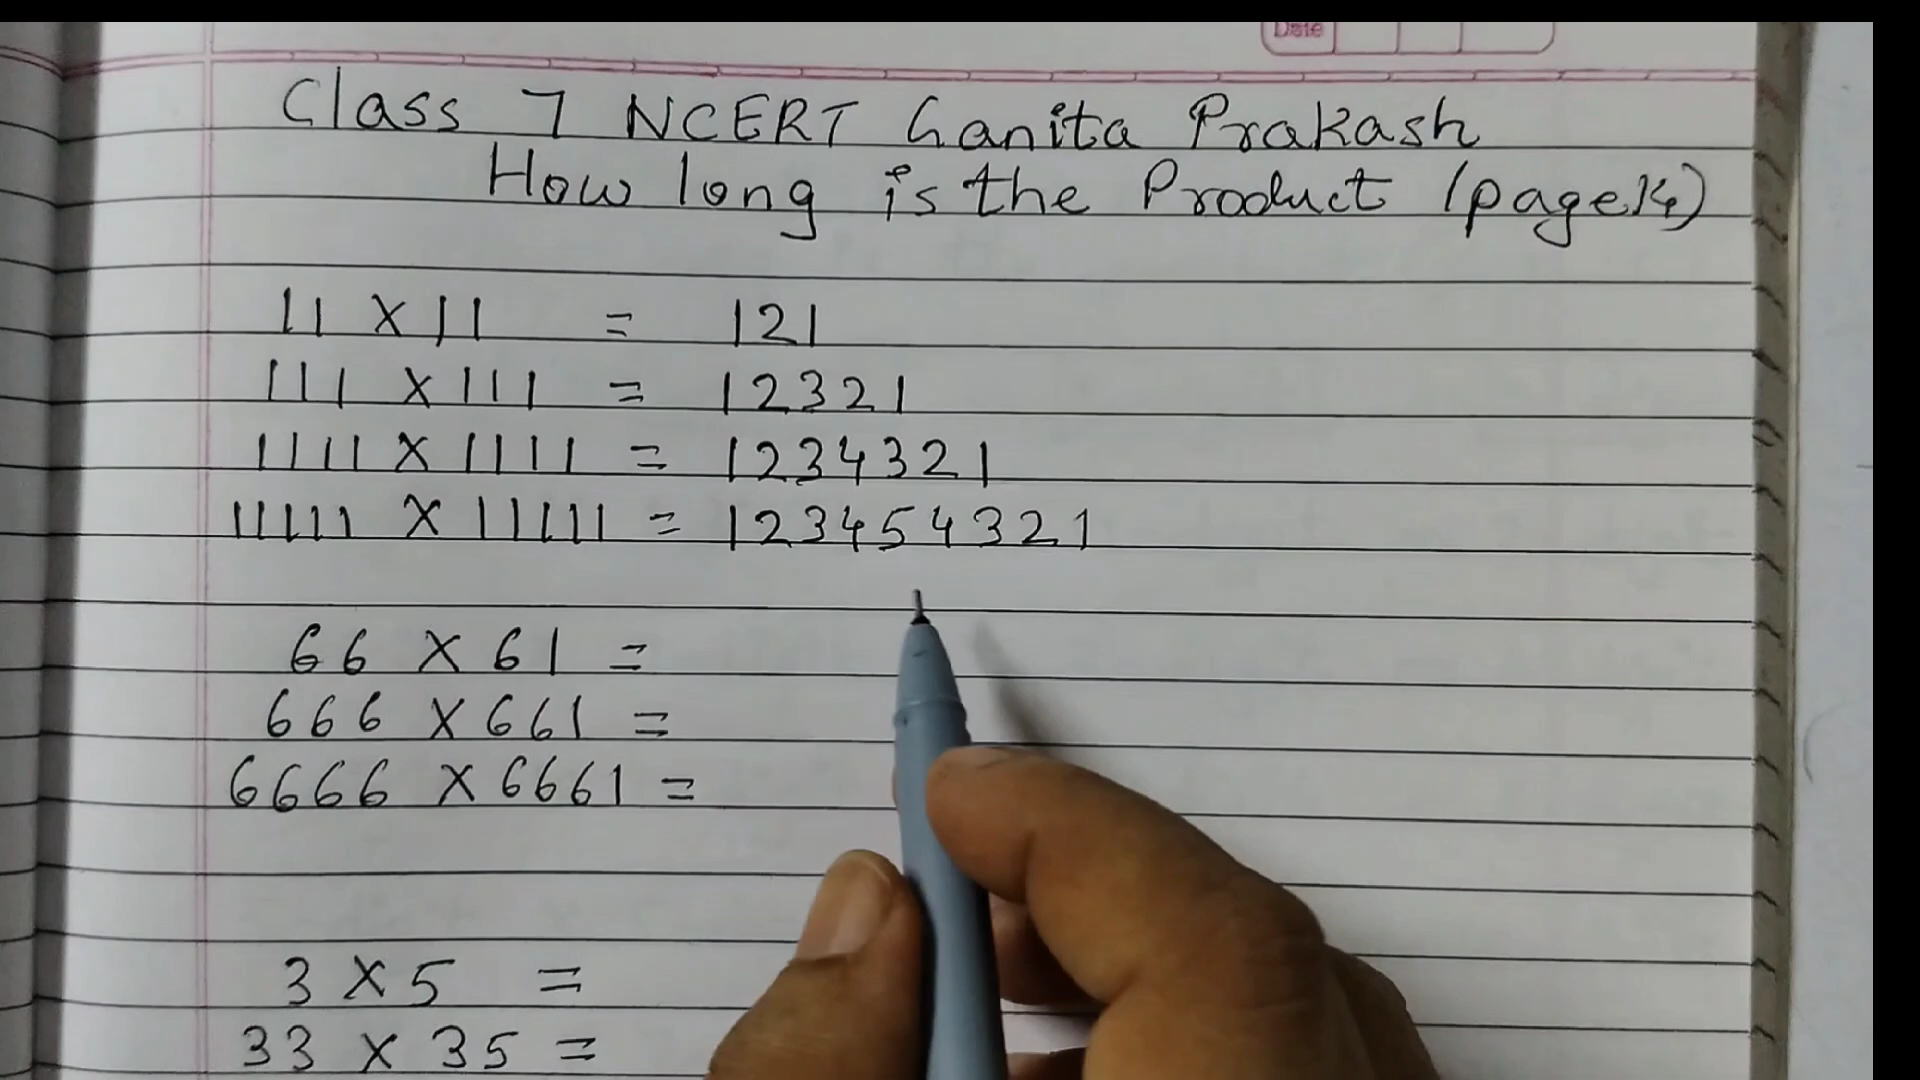 Date
Class 7 NCERT Ganita Prakash
How long is the Product (page14)
11 X 11 = 121
111 X 111 = 12321
1111 X 1111 = 1234321
11111 X 11111 = 123454321
66 X 61 =
666 X 661 =
6666 X 6661 =
3 X 5 =
33 X 35 =